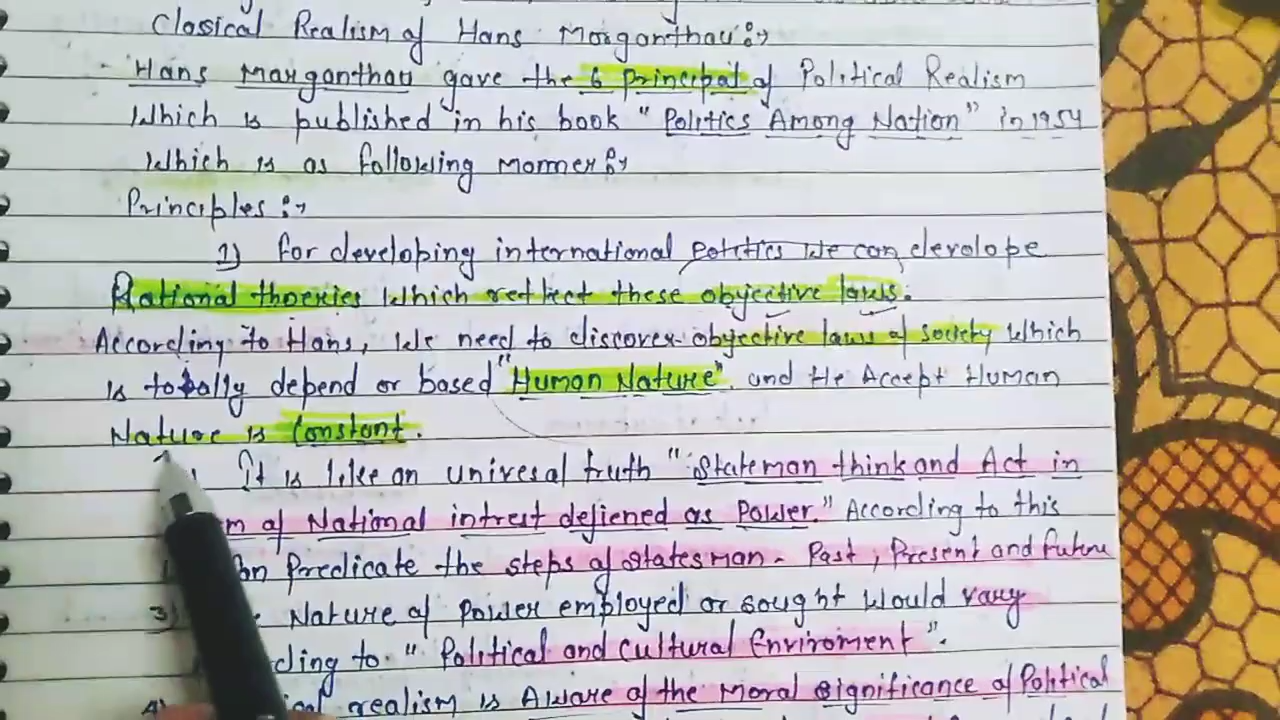 Classical Realism of Hans Morganthau:→
Hans Marganthau gave the 6 principal of Political Realism
Which is published in his book "Politics Among Nation" in 1954
Which is as following manner:→
Principles:→
1) for developing international politics We can develope
Rational thoeries Which reflect these objective laws.
According to Hans, We need to discover objective laws of society Which
is totally depend or based "Human Nature". and He Accept Human
Nature is Constant.
It is like an univesal truth "Stateman think and Act in
of National intrest defiened as Power." According to this
Predicate the steps of statesman - Past, Present and future
3) Nature of Power employed or sought Would vary
to "Political and cultural Enviroment".
4) realism is Aware of the Moral significance of Political